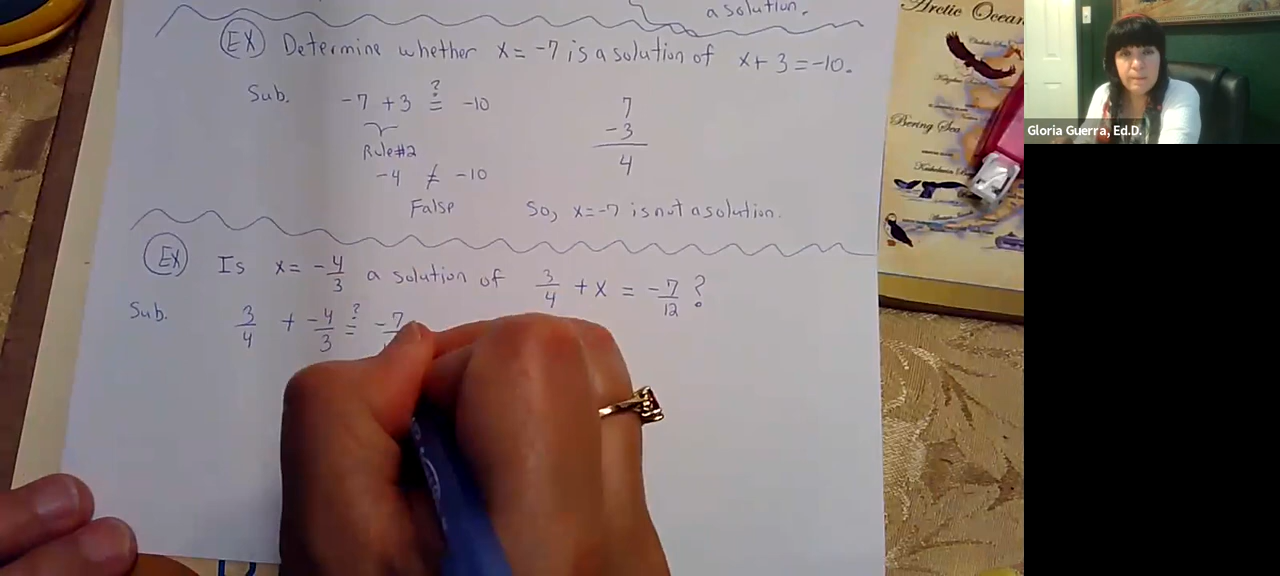 a solution.
EX Determine whether x = -7 is a solution of x + 3 = -10.
Sub. -7 + 3 ≟ -10
7
-3
4
Rule#2
-4 ≠ -10
False So, x = -7 is not a solution.
EX Is x = -4/3 a solution of 3/4 + x = -7/12 ?
Sub. 3/4 + -4/3 ≟ -7
Arctic Ocean
Bering Sea
Gloria Guerra, Ed.D.